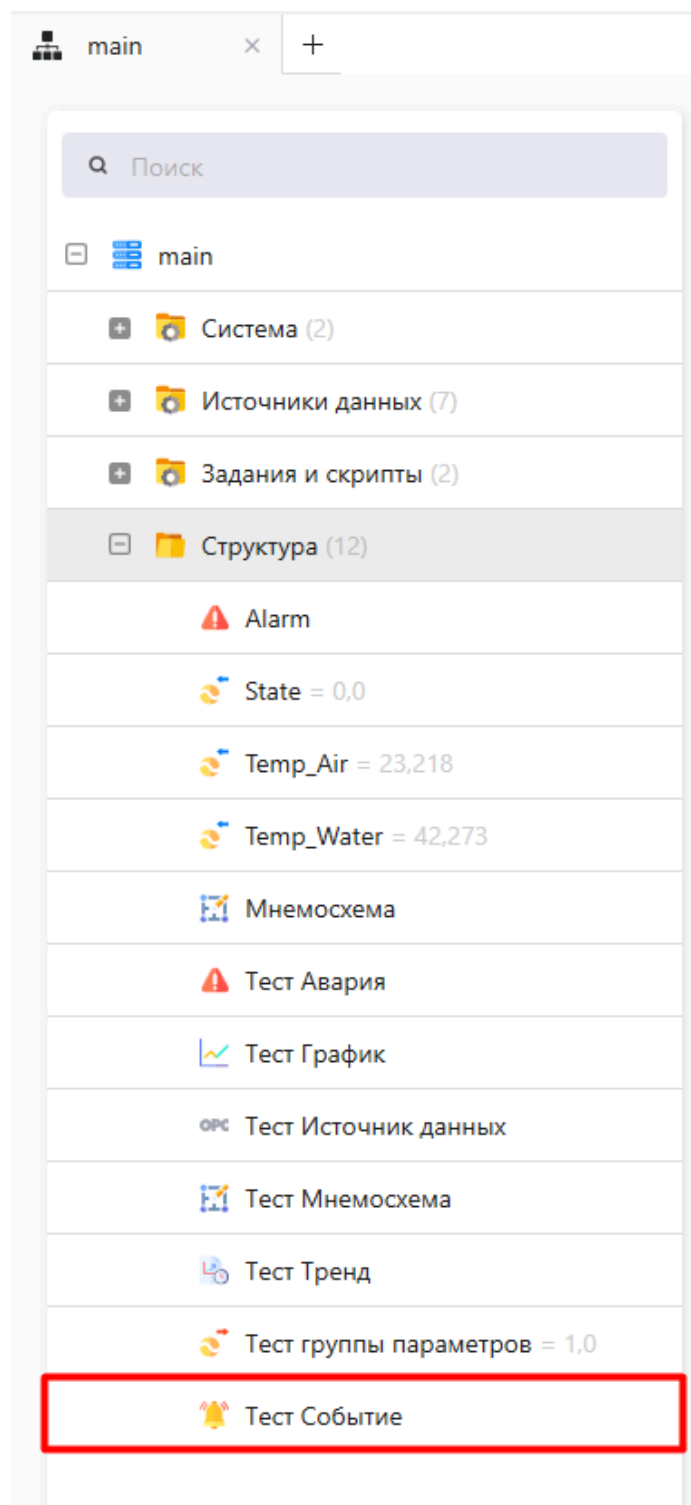 main
Поиск
main
Система (2)
Источники данных (7)
Задания и скрипты (2)
Структура (12)
Alarm
State = 0,0
Temp_Air = 23,218
Temp_Water = 42,273
Мнемосхема
Тест Авария
Тест График
OPC Тест Источник данных
Тест Мнемосхема
Тест Тренд
Тест группы параметров = 1,0
Тест Событие